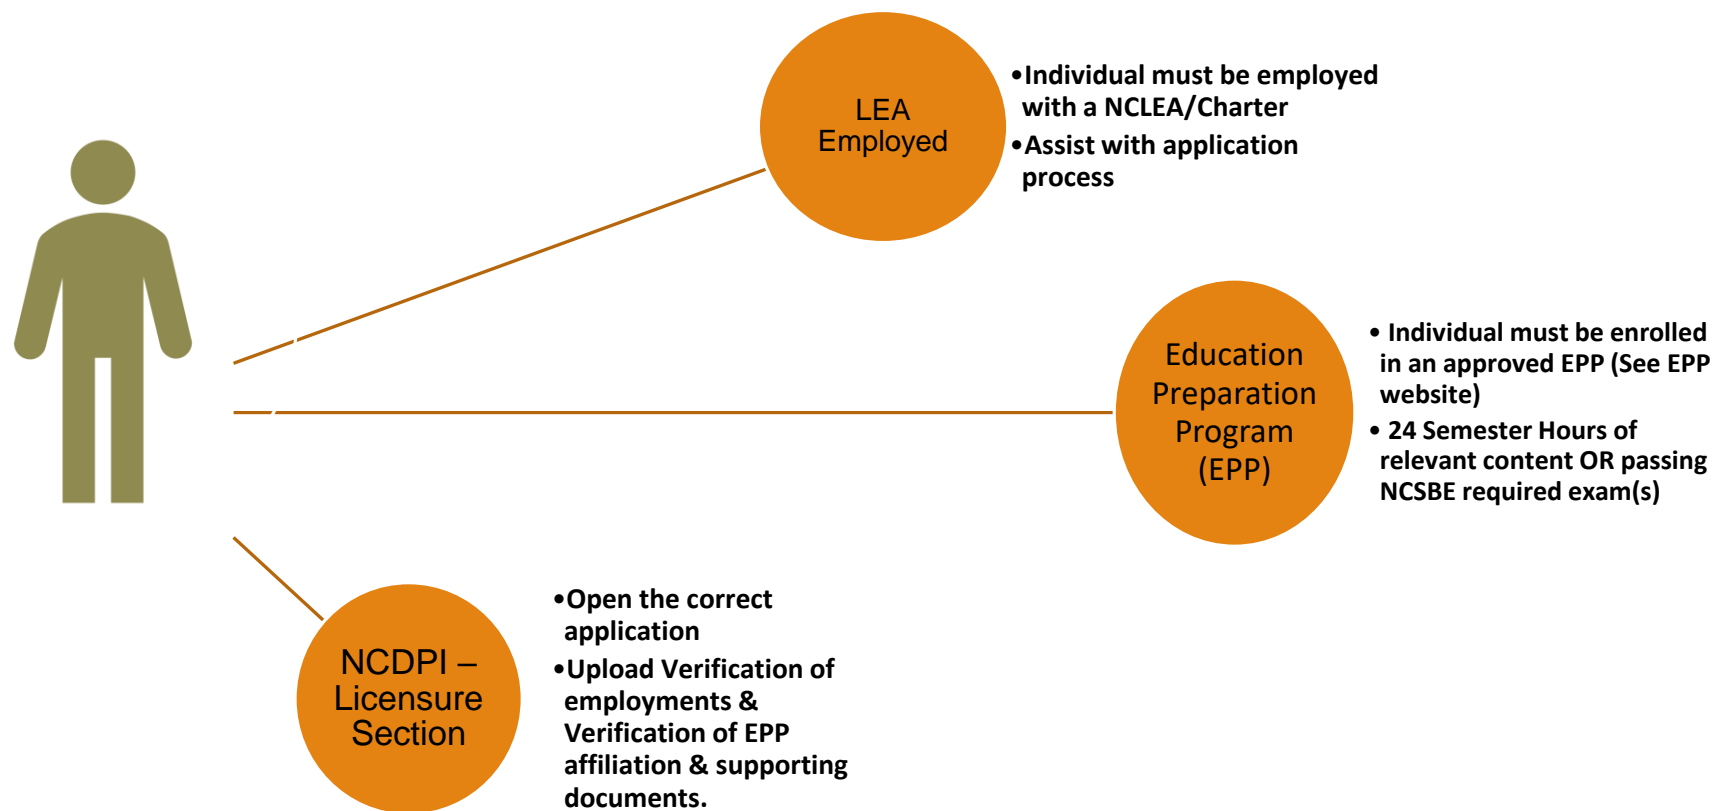 LEA
Employed
•Individual must be employed
with a NCLEA/Charter
•Assist with application
process
Education
Preparation
Program
(EPP)
• Individual must be enrolled
in an approved EPP (See EPP
website)
• 24 Semester Hours of
relevant content OR passing
NCSBE required exam(s)
NCDPI –
Licensure
Section
•Open the correct
application
•Upload Verification of
employments &
Verification of EPP
affiliation & supporting
documents.